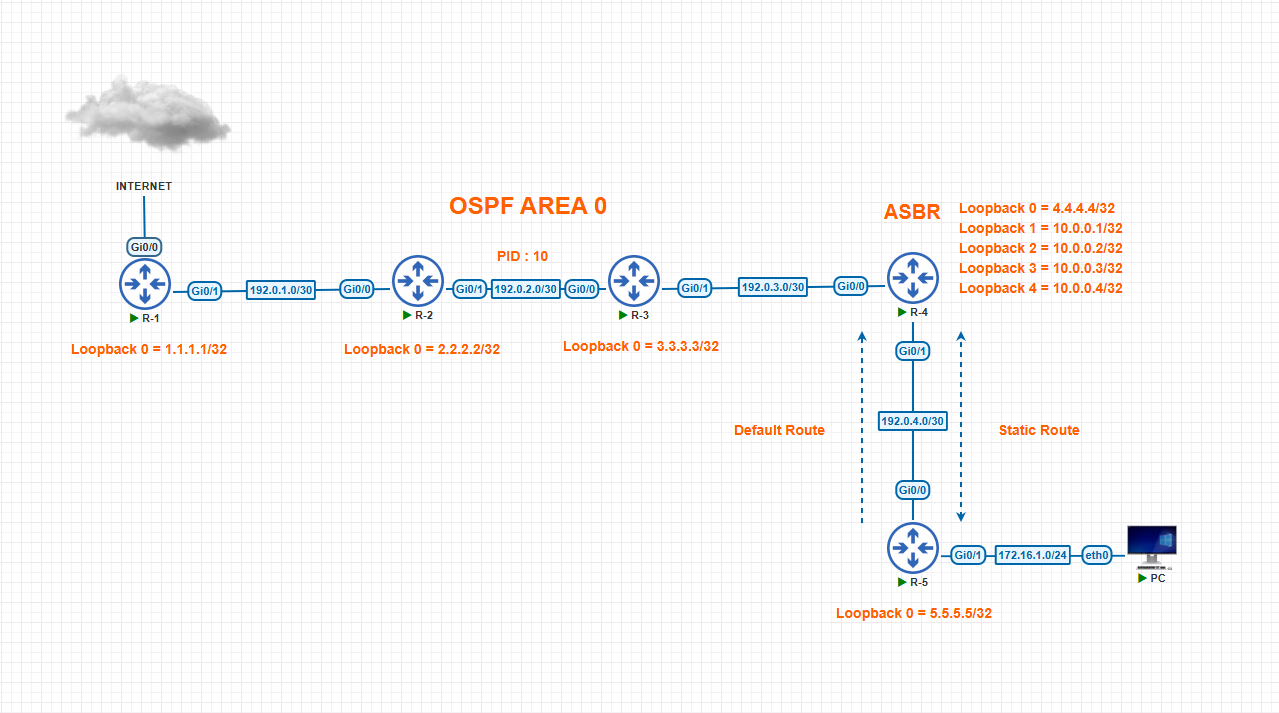 INTERNET
OSPF AREA 0
ASBR
Loopback 0 = 4.4.4.4/32
Loopback 1 = 10.0.0.1/32
Loopback 2 = 10.0.0.2/32
Loopback 3 = 10.0.0.3/32
Loopback 4 = 10.0.0.4/32
Gi0/0
PID : 10
Gi0/1
192.0.1.0/30
Gi0/0
Gi0/1
192.0.2.0/30
Gi0/0
Gi0/1
192.0.3.0/30
Gi0/0
R-1
R-2
R-3
R-4
Loopback 0 = 1.1.1.1/32
Loopback 0 = 2.2.2.2/32
Loopback 0 = 3.3.3.3/32
Gi0/1
192.0.4.0/30
Default Route
Static Route
Gi0/0
Gi0/1
172.16.1.0/24
eth0
R-5
PC
Loopback 0 = 5.5.5.5/32